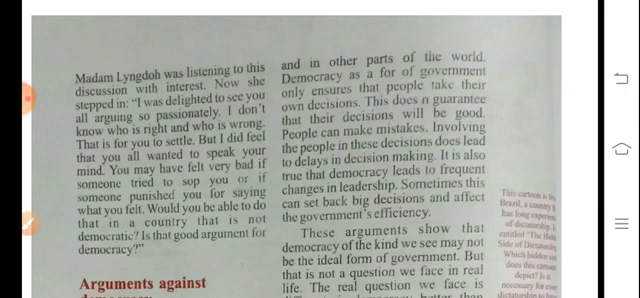 Madam Lyngdoh was listening to this
discussion with interest. Now she
stepped in: "I was delighted to see you
all arguing so passionately. I don't
know who is right and who is wrong.
That is for you to settle. But I did feel
that you all wanted to speak your
mind. You may have felt very bad if
someone tried to sop you or if
someone punished you for saying
what you felt. Would you be able to do
that in a country that is not
democratic? Is that good argument for
democracy?"
Arguments against
and in other parts of the world.
Democracy as a for of government
only ensures that people take their
own decisions. This does n guarantee
that their decisions will be good.
People can make mistakes. Involving
the people in these decisions does lead
to delays in decision making. It is also
true that democracy leads to frequent
changes in leadership. Sometimes this
can set back big decisions and affect
the government's efficiency.
These arguments show that
democracy of the kind we see may not
be the ideal form of government. But
that is not a question we face in real
life. The real question we face is
This cartoon is
Brazil, a country
has long
of dictatorship.
entitled "The
Side of
Which hidden
does this
depict? Is it
necessary for